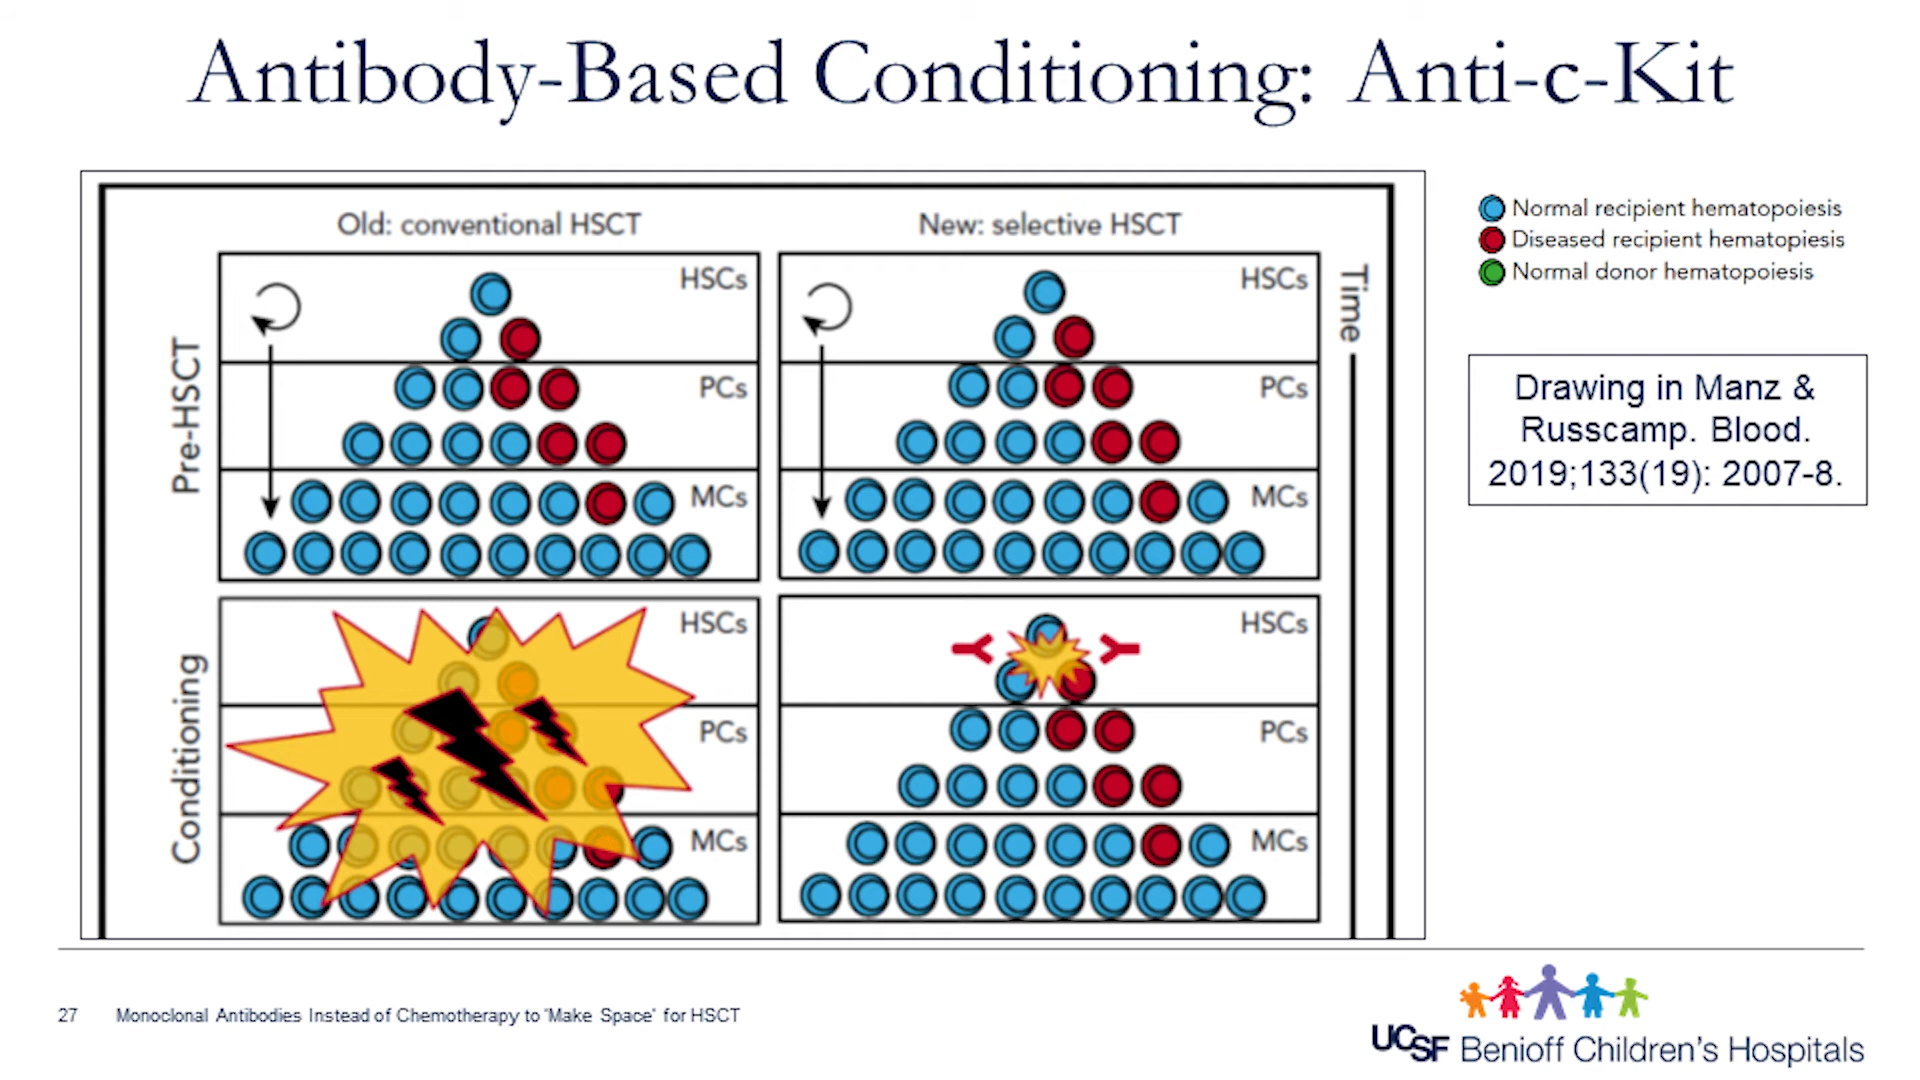 Antibody-Based Conditioning: Anti-c-Kit
Old: conventional HSCT
New: selective HSCT
Pre-HSCT
HSCs
PCs
MCs
HSCs
PCs
MCs
Time
Conditioning
HSCs
PCs
MCs
HSCs
PCs
MCs
Normal recipient hematopoiesis
Diseased recipient hematopiesis
Normal donor hematopoiesis
Drawing in Manz &
Russcamp. Blood.
2019;133(19): 2007-8.
27 Monoclonal Antibodies Instead of Chemotherapy to 'Make Space' for HSCT
UCSF Benioff Children's Hospitals